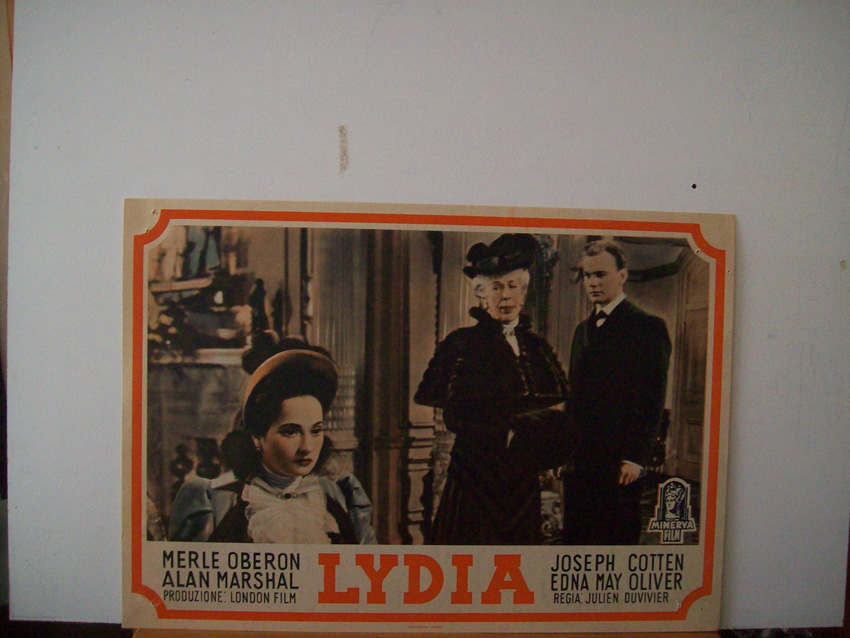 MINERVA
FILM
MERLE OBERON
ALAN MARSHAL
PRODUZIONE: LONDON FILM
LYDIA
JOSEPH COTTEN
EDNA MAY OLIVER
REGIA: JULIEN DUVIVIER